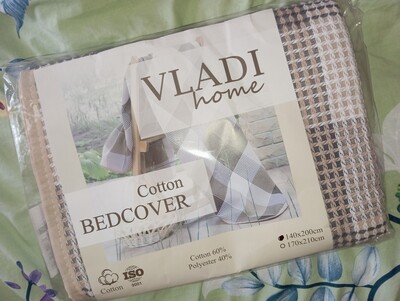 VLADI
home
Cotton
BEDCOVER
Cotton 60%
Polyester 40%
140x200cm
170x210cm
Cotton
ISO